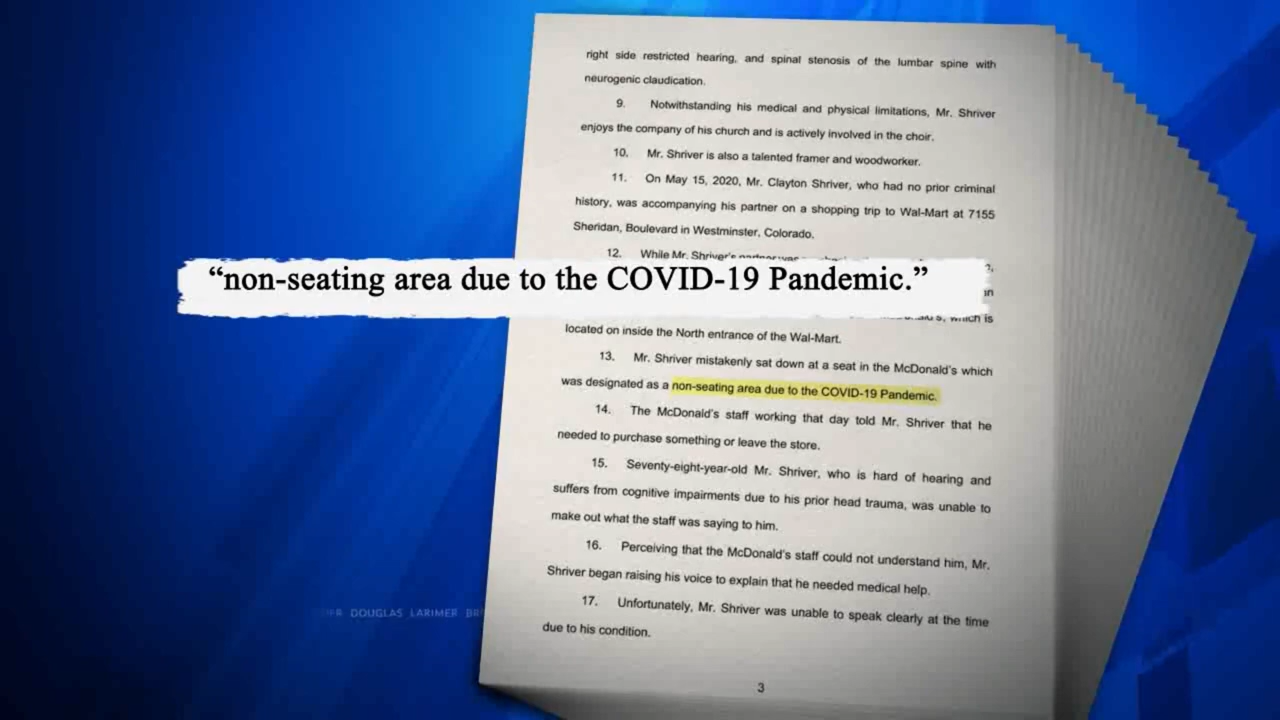 right side restricted hearing, and spinal stenosis of the lumbar spine with
neurogenic claudication.
9. Notwithstanding his medical and physical limitations, Mr. Shriver
enjoys the company of his church and is actively involved in the choir.
10. Mr. Shriver is also a talented framer and woodworker.
11. On May 15, 2020, Mr. Clayton Shriver, who had no prior criminal
history, was accompanying his partner on a shopping trip to Wal-Mart at 7155
Sheridan, Boulevard in Westminster, Colorado.
12. While Mr. Shriver's
“non-seating area due to the COVID-19 Pandemic.”
which is
located on inside the North entrance of the Wal-Mart.
13. Mr. Shriver mistakenly sat down at a seat in the McDonald's which
was designated as a non-seating area due to the COVID-19 Pandemic.
14. The McDonald's staff working that day told Mr. Shriver that he
needed to purchase something or leave the store.
15. Seventy-eight-year-old Mr. Shriver, who is hard of hearing and
suffers from cognitive impairments due to his prior head trauma, was unable to
make out what the staff was saying to him.
16. Perceiving that the McDonald's staff could not understand him, Mr.
Shriver began raising his voice to explain that he needed medical help.
17. Unfortunately, Mr. Shriver was unable to speak clearly at the time
due to his condition.
DOUGLAS LARIMER
3